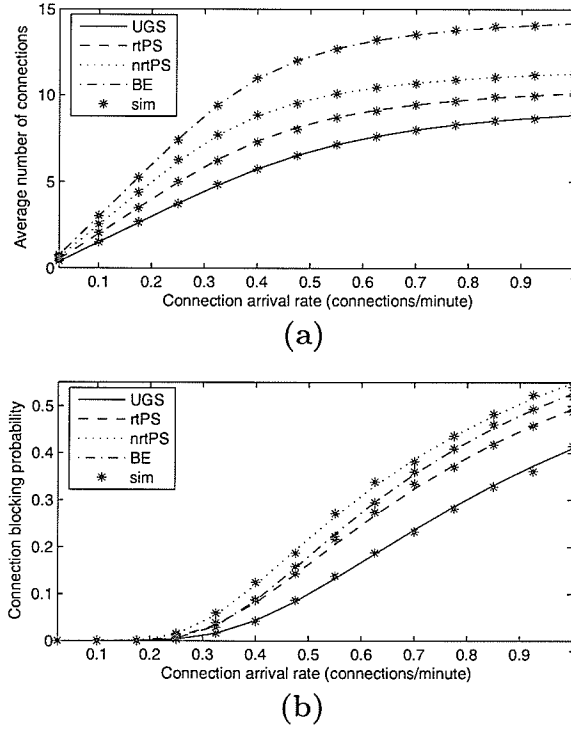 15
10
5
0
Average number of connections
UGS
rtPS
nrtPS
BE
sim
0.1 0.2 0.3 0.4 0.5 0.6 0.7 0.8 0.9
Connection arrival rate (connections/minute)
(a)
0.5
0.4
0.3
0.2
0.1
0
Connection blocking probability
UGS
rtPS
nrtPS
BE
sim
0.1 0.2 0.3 0.4 0.5 0.6 0.7 0.8 0.9
Connection arrival rate (connections/minute)
(b)